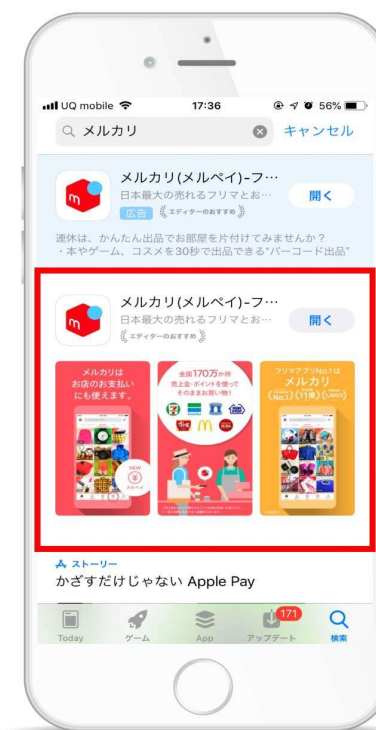 UQ mobile 17:36 56%
メルカリ キャンセル
メルカリ(メルペイ)-フ…
日本最大の売れるフリマとお…
広告 エディターのおすすめ
開く
連休は、かんたん出品でお部屋を片付けてみませんか？
・本やゲーム、コスメを30秒で出品できる“バーコード出品”
メルカリ(メルペイ)-フ…
日本最大の売れるフリマとお…
エディターのおすすめ
開く
メルカリは
お店のお支払い
にも使えます。
NEW
メルペイ
全国170万か所
売上金・ポイントを使って
そのままお買い物！
フリマアプリNo.1は
メルカリ
ストーリー
かざすだけじゃない Apple Pay
171
Today ゲーム App アップデート 検索